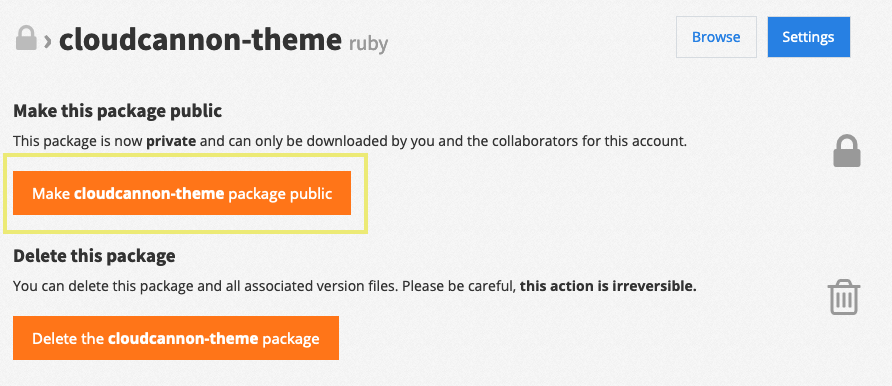 › cloudcannon-theme ruby
Browse
Settings
Make this package public
This package is now private and can only be downloaded by you and the collaborators for this account.
Make cloudcannon-theme package public
Delete this package
You can delete this package and all associated version files. Please be careful, this action is irreversible.
Delete the cloudcannon-theme package